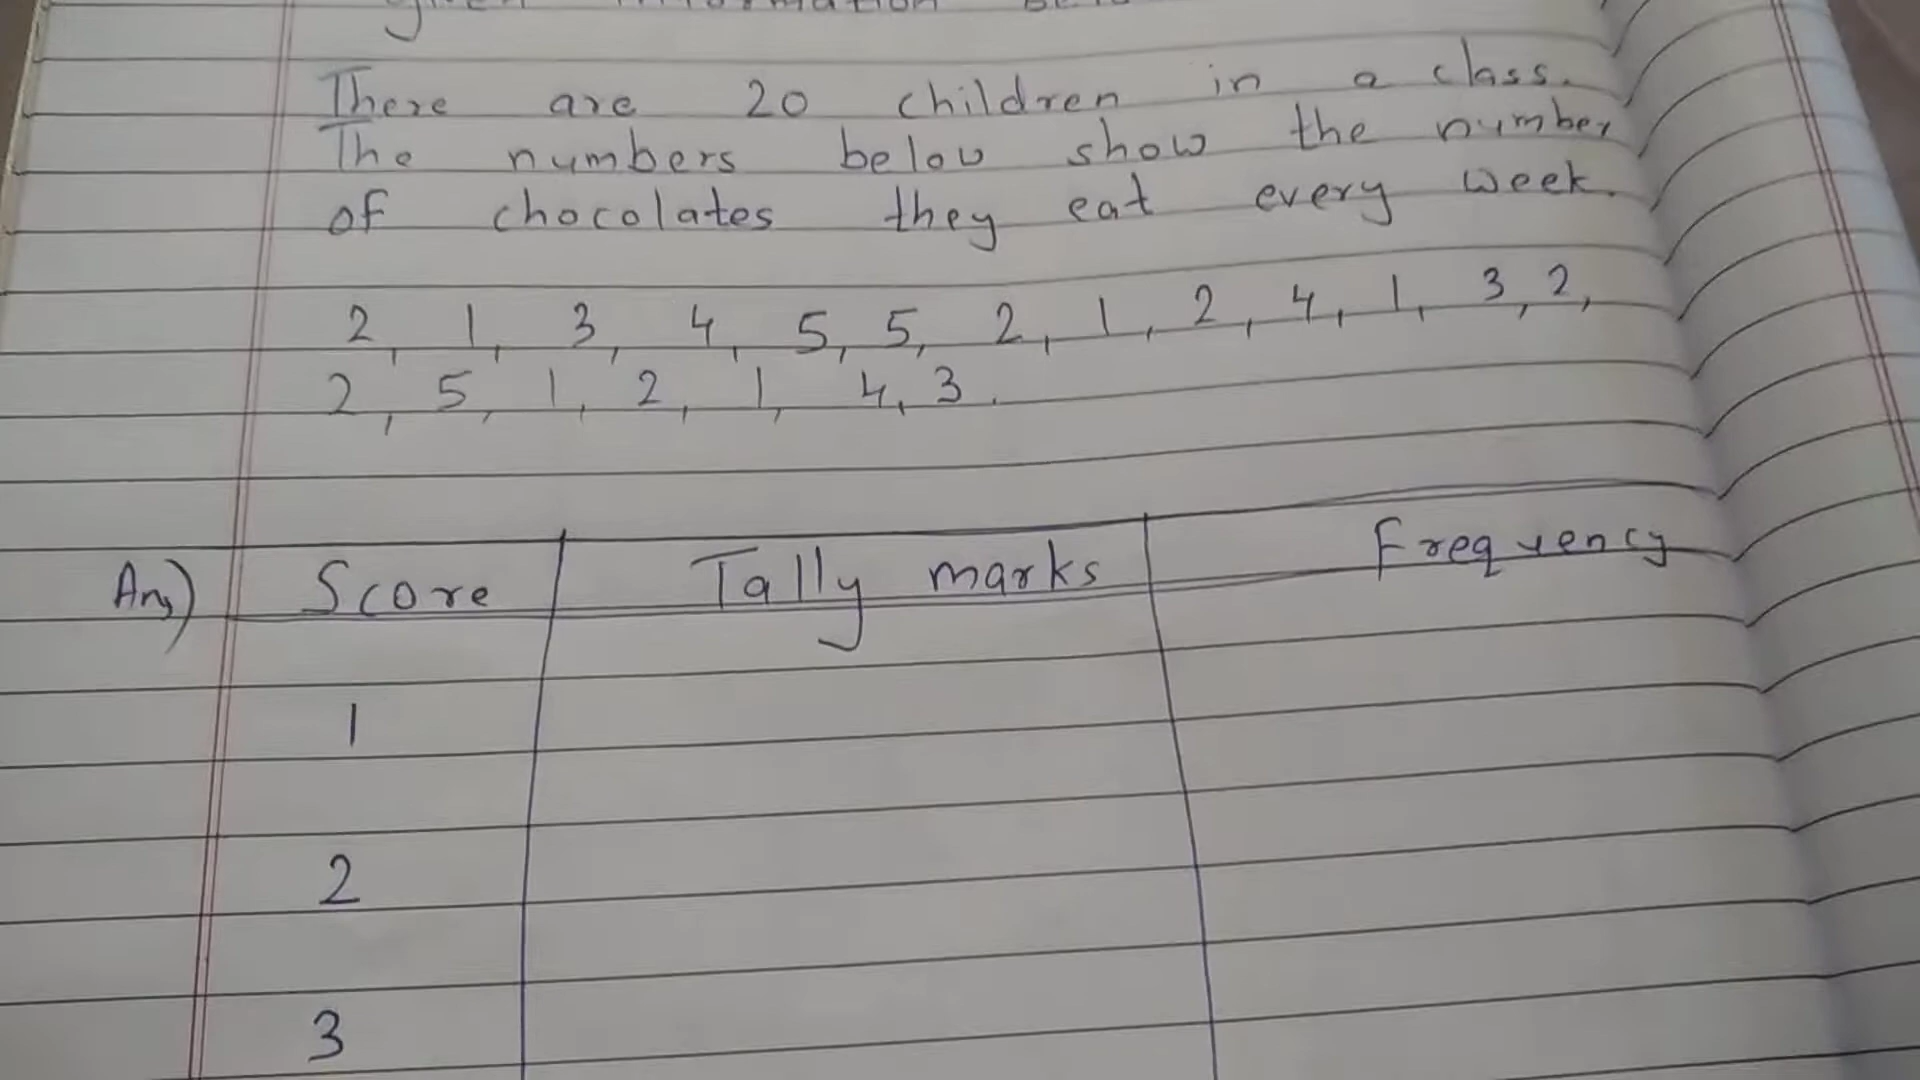 given information
There are 20 children in a class.
The numbers below show the number
of chocolates they eat every week.
2, 1, 3, 4, 5, 5, 2, 1, 2, 4, 1, 3, 2,
2, 5, 1, 2, 1, 4, 3.
Ans) Score Tally marks Frequency
1
2
3